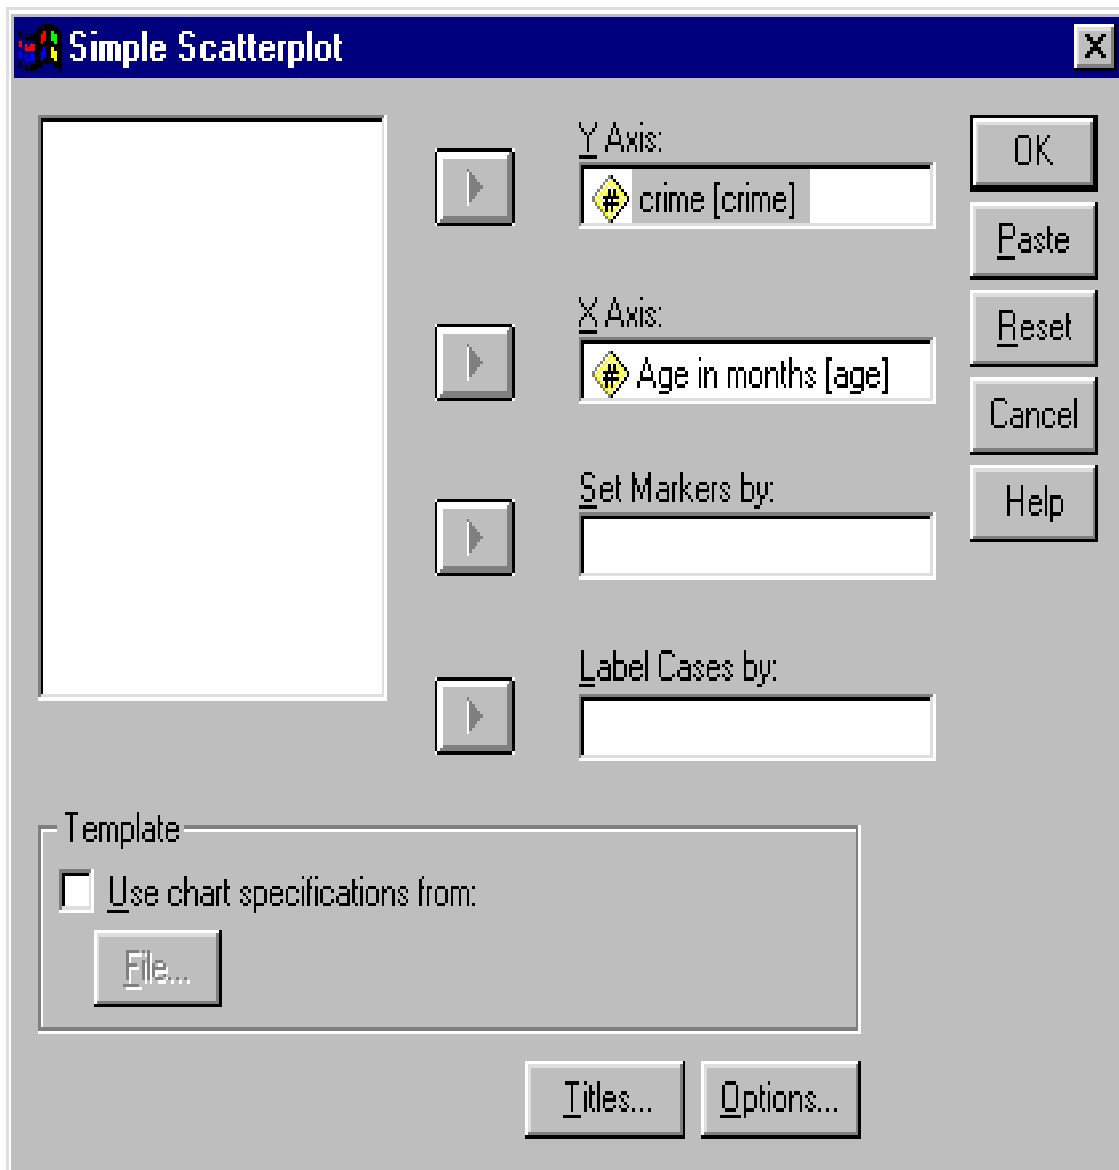 Simple Scatterplot
Y Axis:
# crime [crime]
X Axis:
# Age in months [age]
Set Markers by:
Label Cases by:
OK
Paste
Reset
Cancel
Help
Template
Use chart specifications from:
File...
Titles...
Options...